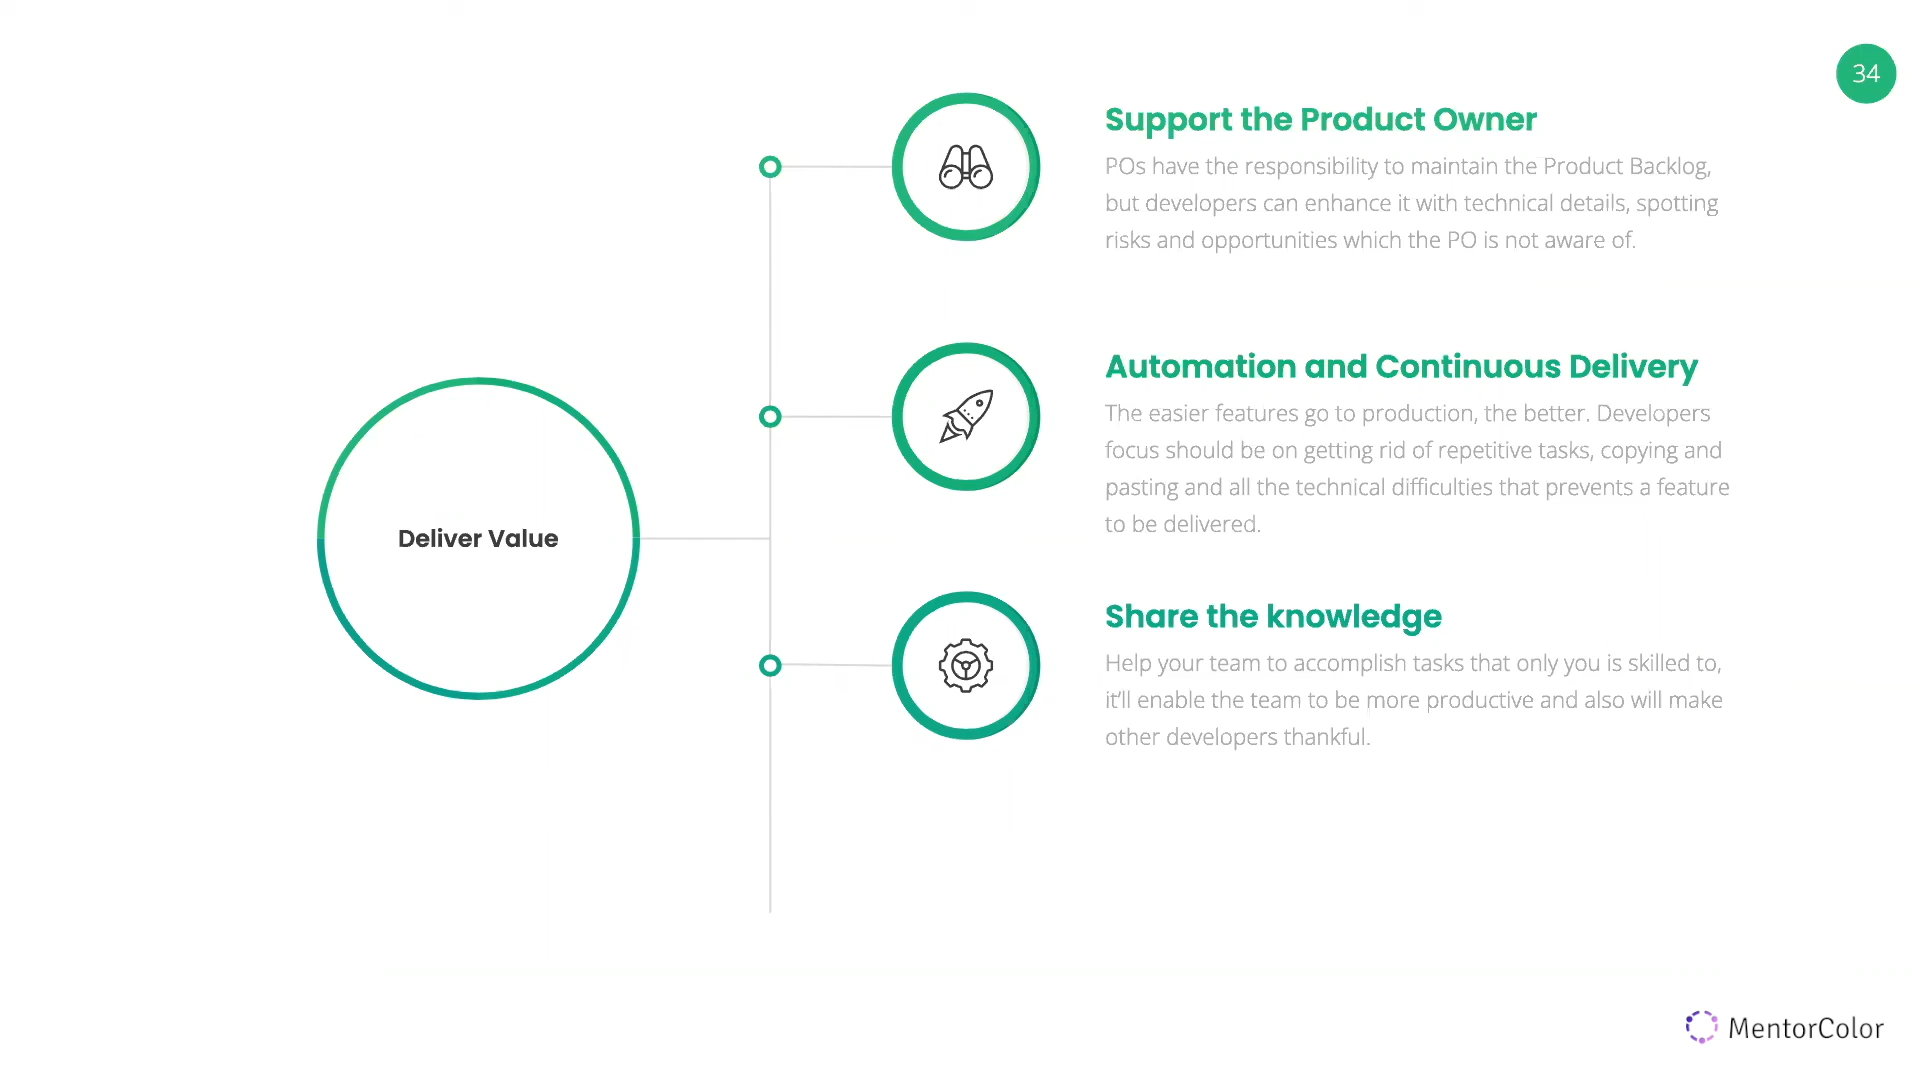 34
Support the Product Owner
POs have the responsibility to maintain the Product Backlog,
but developers can enhance it with technical details, spotting
risks and opportunities which the PO is not aware of.
Automation and Continuous Delivery
The easier features go to production, the better. Developers
focus should be on getting rid of repetitive tasks, copying and
pasting and all the technical difficulties that prevents a feature
to be delivered.
Deliver Value
Share the knowledge
Help your team to accomplish tasks that only you is skilled to,
it'll enable the team to be more productive and also will make
other developers thankful.
MentorColor